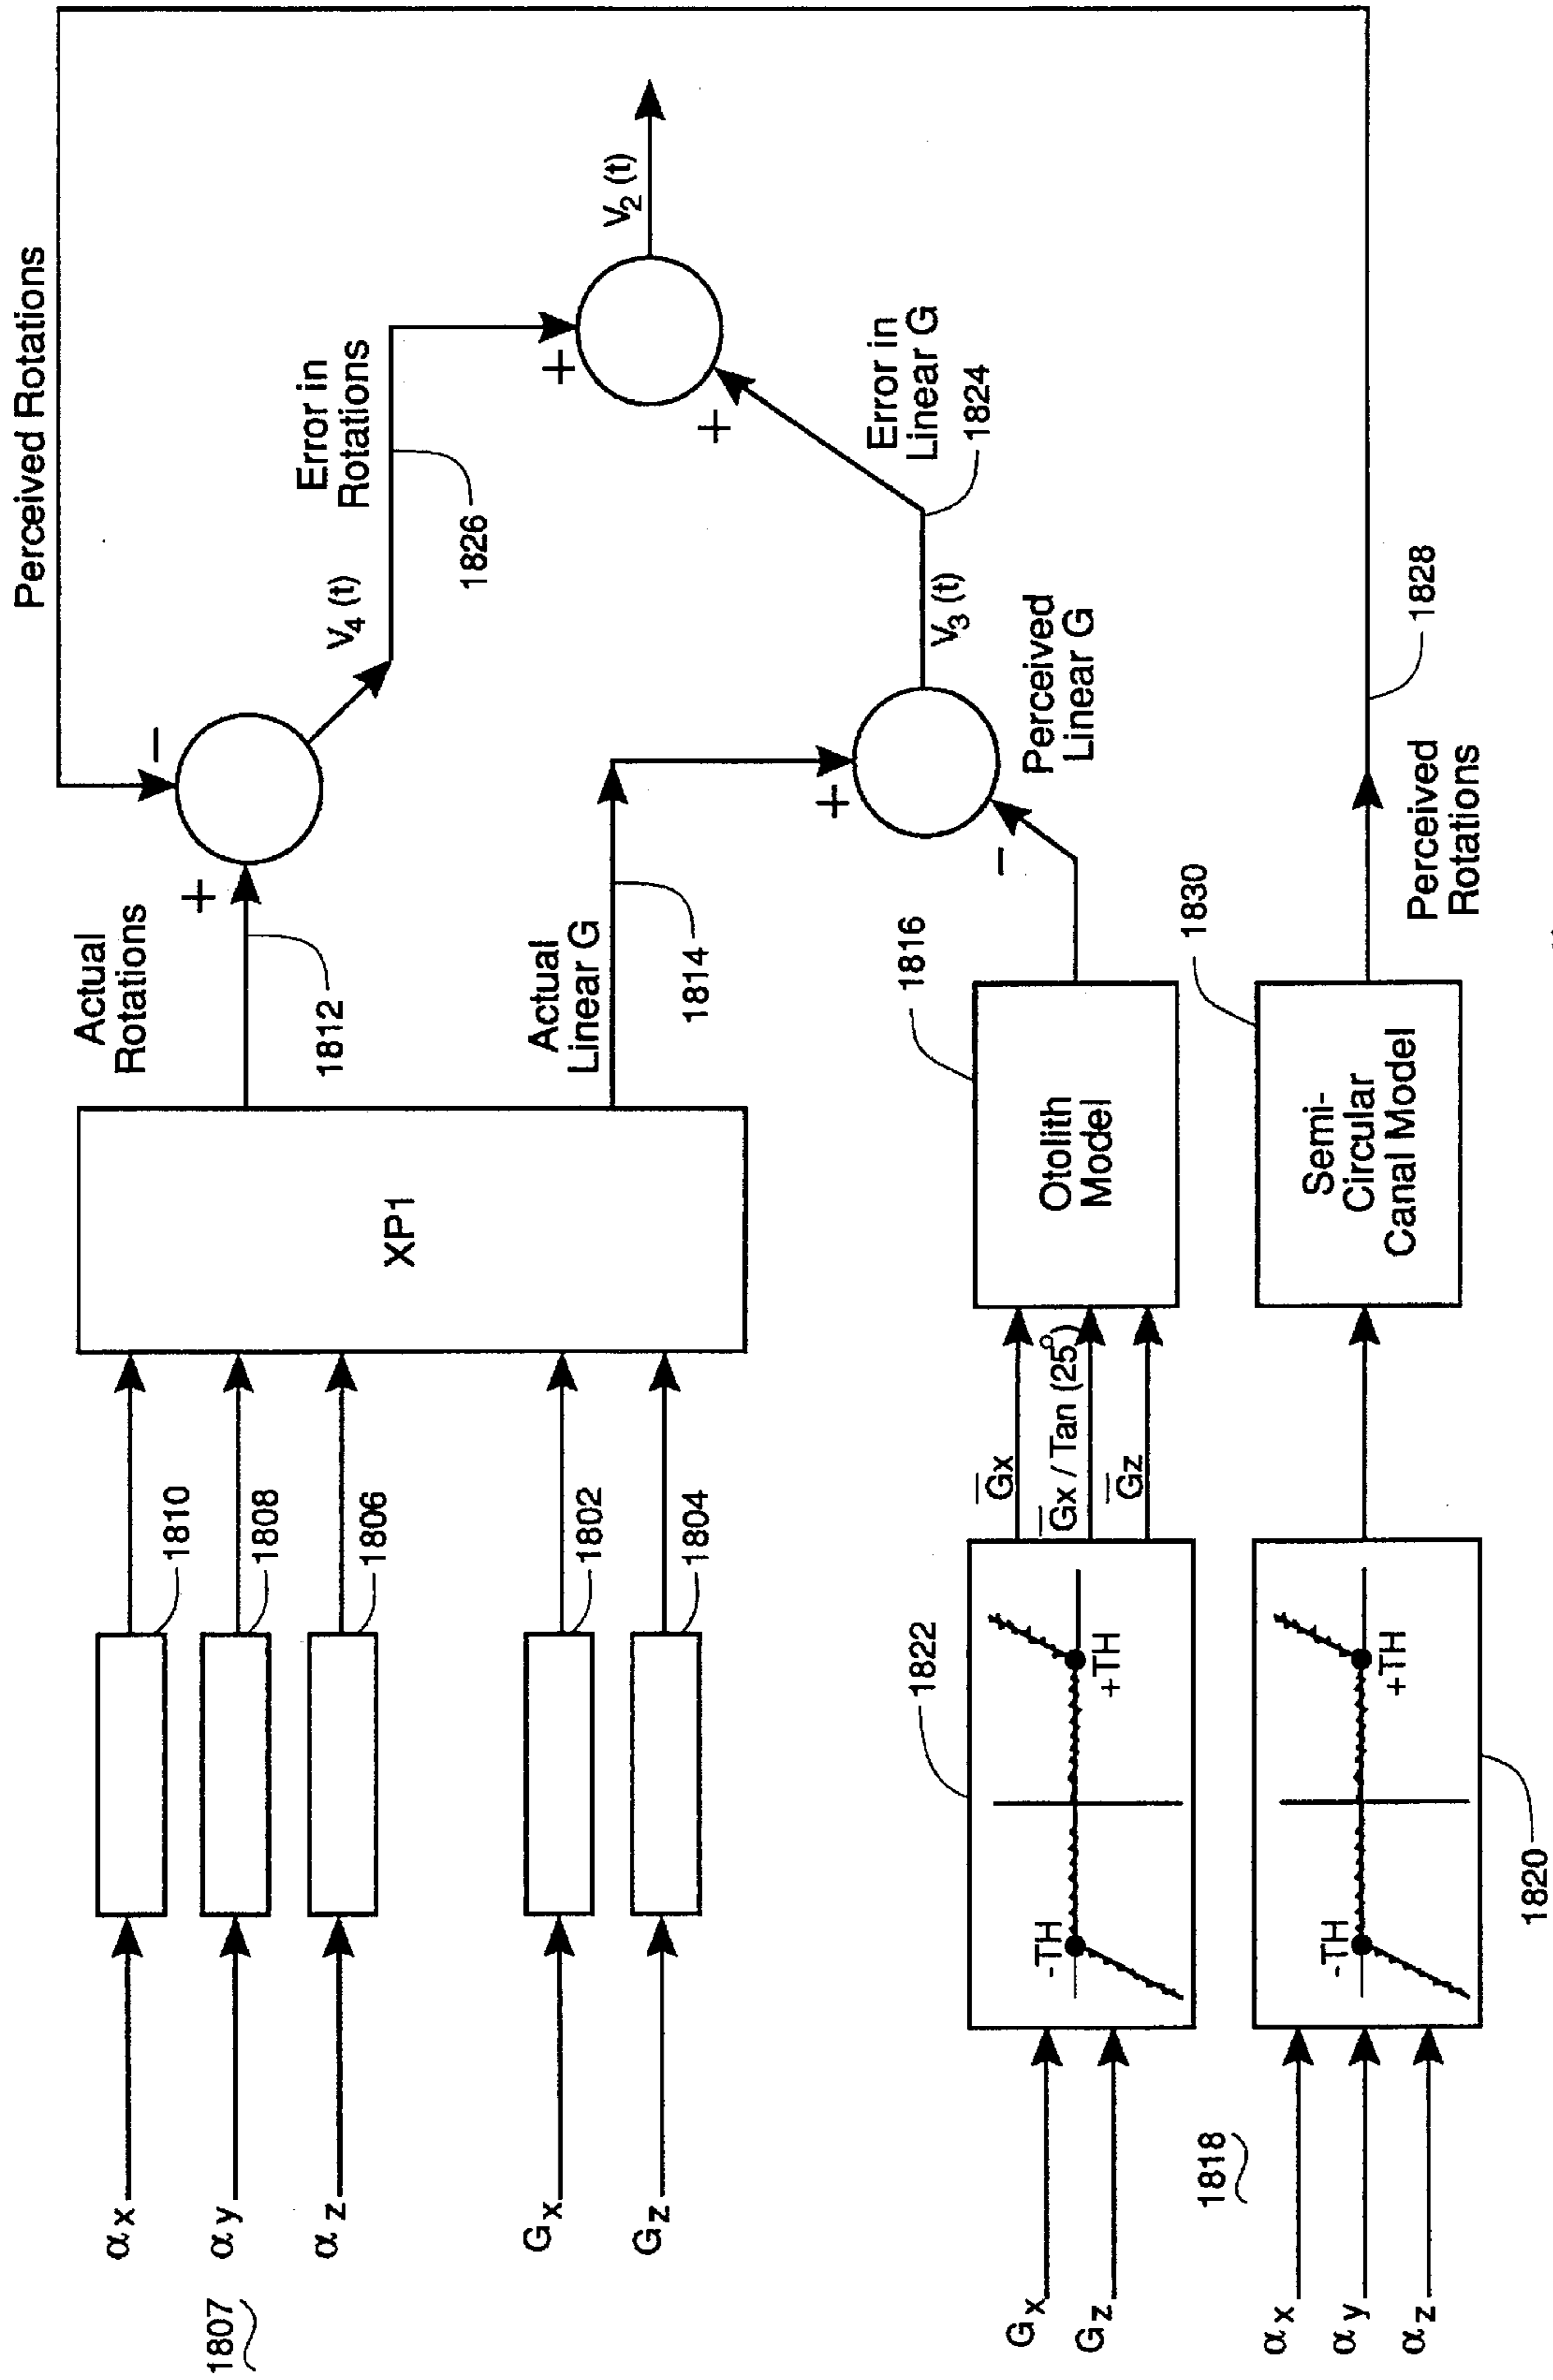 Perceived Rotations
Actual
Rotations
+
−
V4 (t)
Error in
Rotations
1826
1812
+
V2 (t)
αx
αy
αz
1807
1810
1808
1806
XP1
Gx
Gz
1802
1804
Actual
Linear G
1814
+
−
V3 (t)
Perceived
Linear G
+
Error in
Linear G
1824
Gx
Gz
1822
-TH
+TH
G̅x
G̅x / Tan (25°)
G̅z
Otolith
Model
1816
1818
αx
αy
αz
-TH
+TH
1820
Semi-
Circular
Canal Model
1830
Perceived
Rotations
1828